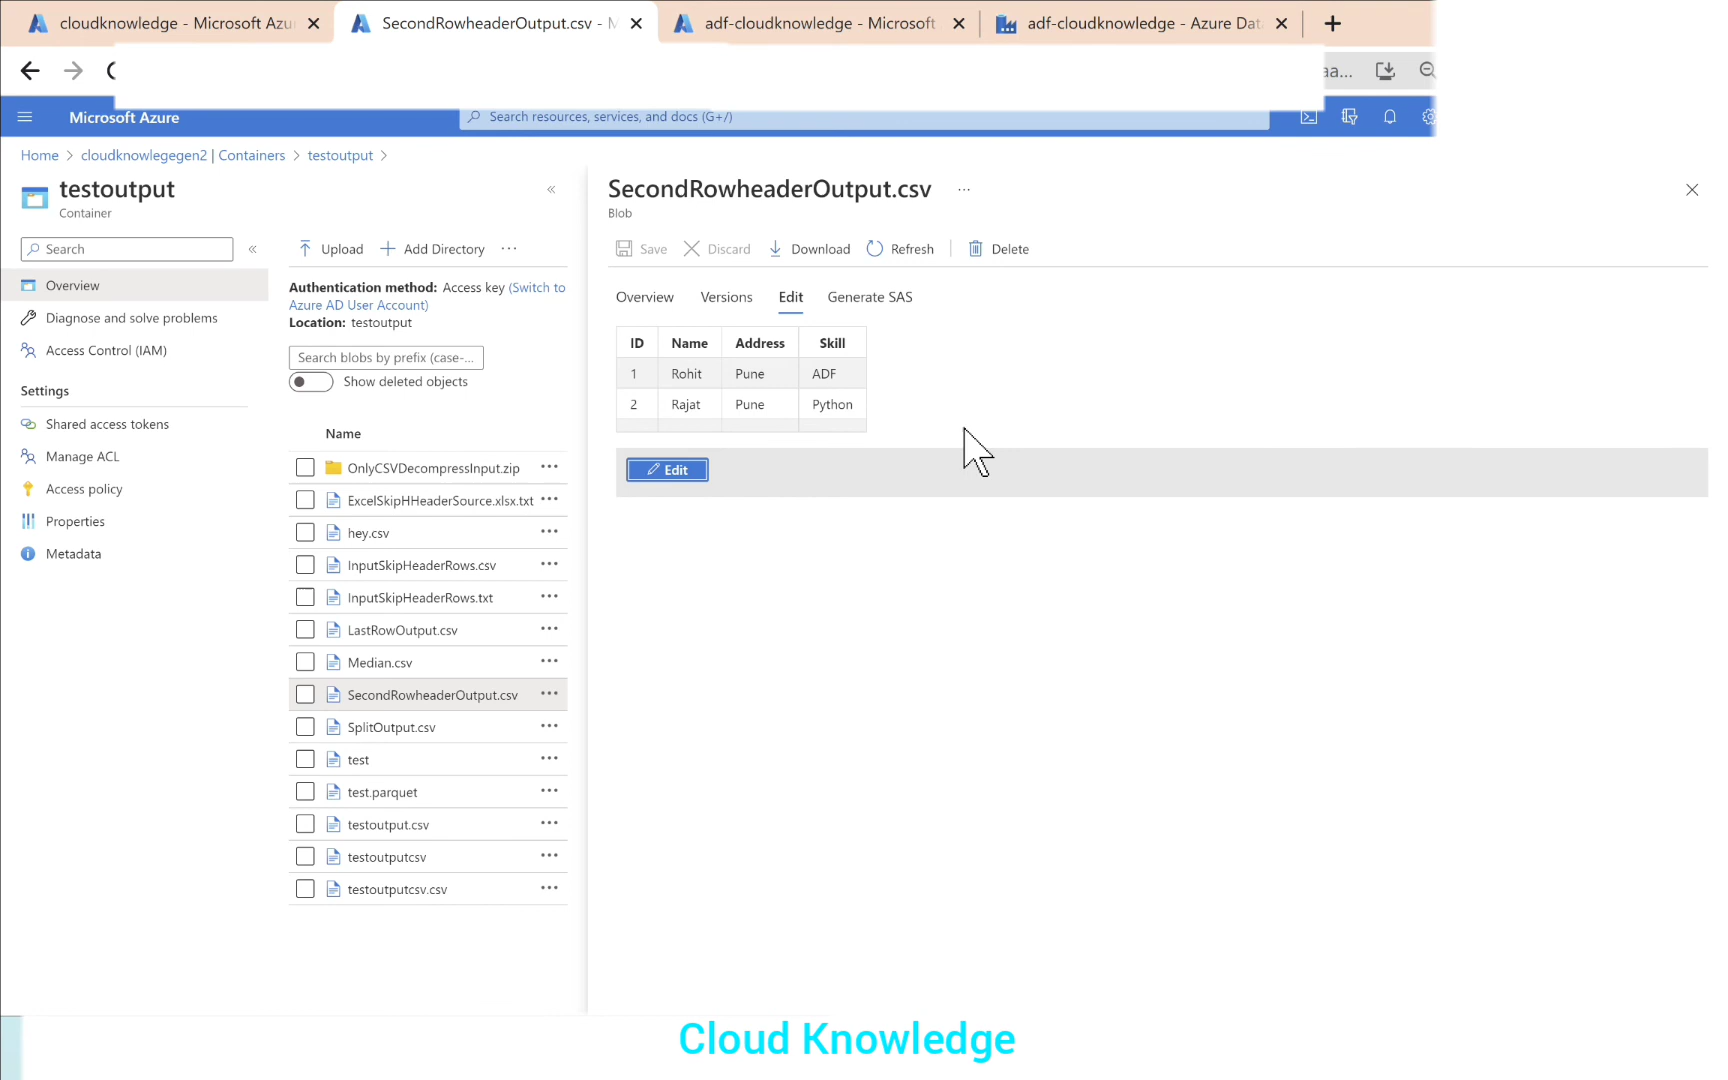 cloudknowledge - Microsoft Azu
SecondRowheaderOutput.csv - M
adf-cloudknowledge - Microsoft
adf-cloudknowledge - Azure Dat
aa...
Microsoft Azure
Search resources, services, and docs (G+/)
Home > cloudknowlegegen2 | Containers > testoutput >
testoutput
Container
Search
Overview
Diagnose and solve problems
Access Control (IAM)
Settings
Shared access tokens
Manage ACL
Access policy
Properties
Metadata
Upload
Add Directory
Authentication method: Access key (Switch to
Azure AD User Account)
Location: testoutput
Search blobs by prefix (case-...
Show deleted objects
Name
OnlyCSVDecompressInput.zip
ExcelSkipHHeaderSource.xlsx.txt
hey.csv
InputSkipHeaderRows.csv
InputSkipHeaderRows.txt
LastRowOutput.csv
Median.csv
SecondRowheaderOutput.csv
SplitOutput.csv
test
test.parquet
testoutput.csv
testoutputcsv
testoutputcsv.csv
SecondRowheaderOutput.csv
Blob
Save
Discard
Download
Refresh
Delete
Overview
Versions
Edit
Generate SAS
ID Name Address Skill
1 Rohit Pune ADF
2 Rajat Pune Python
Edit
Cloud Knowledge